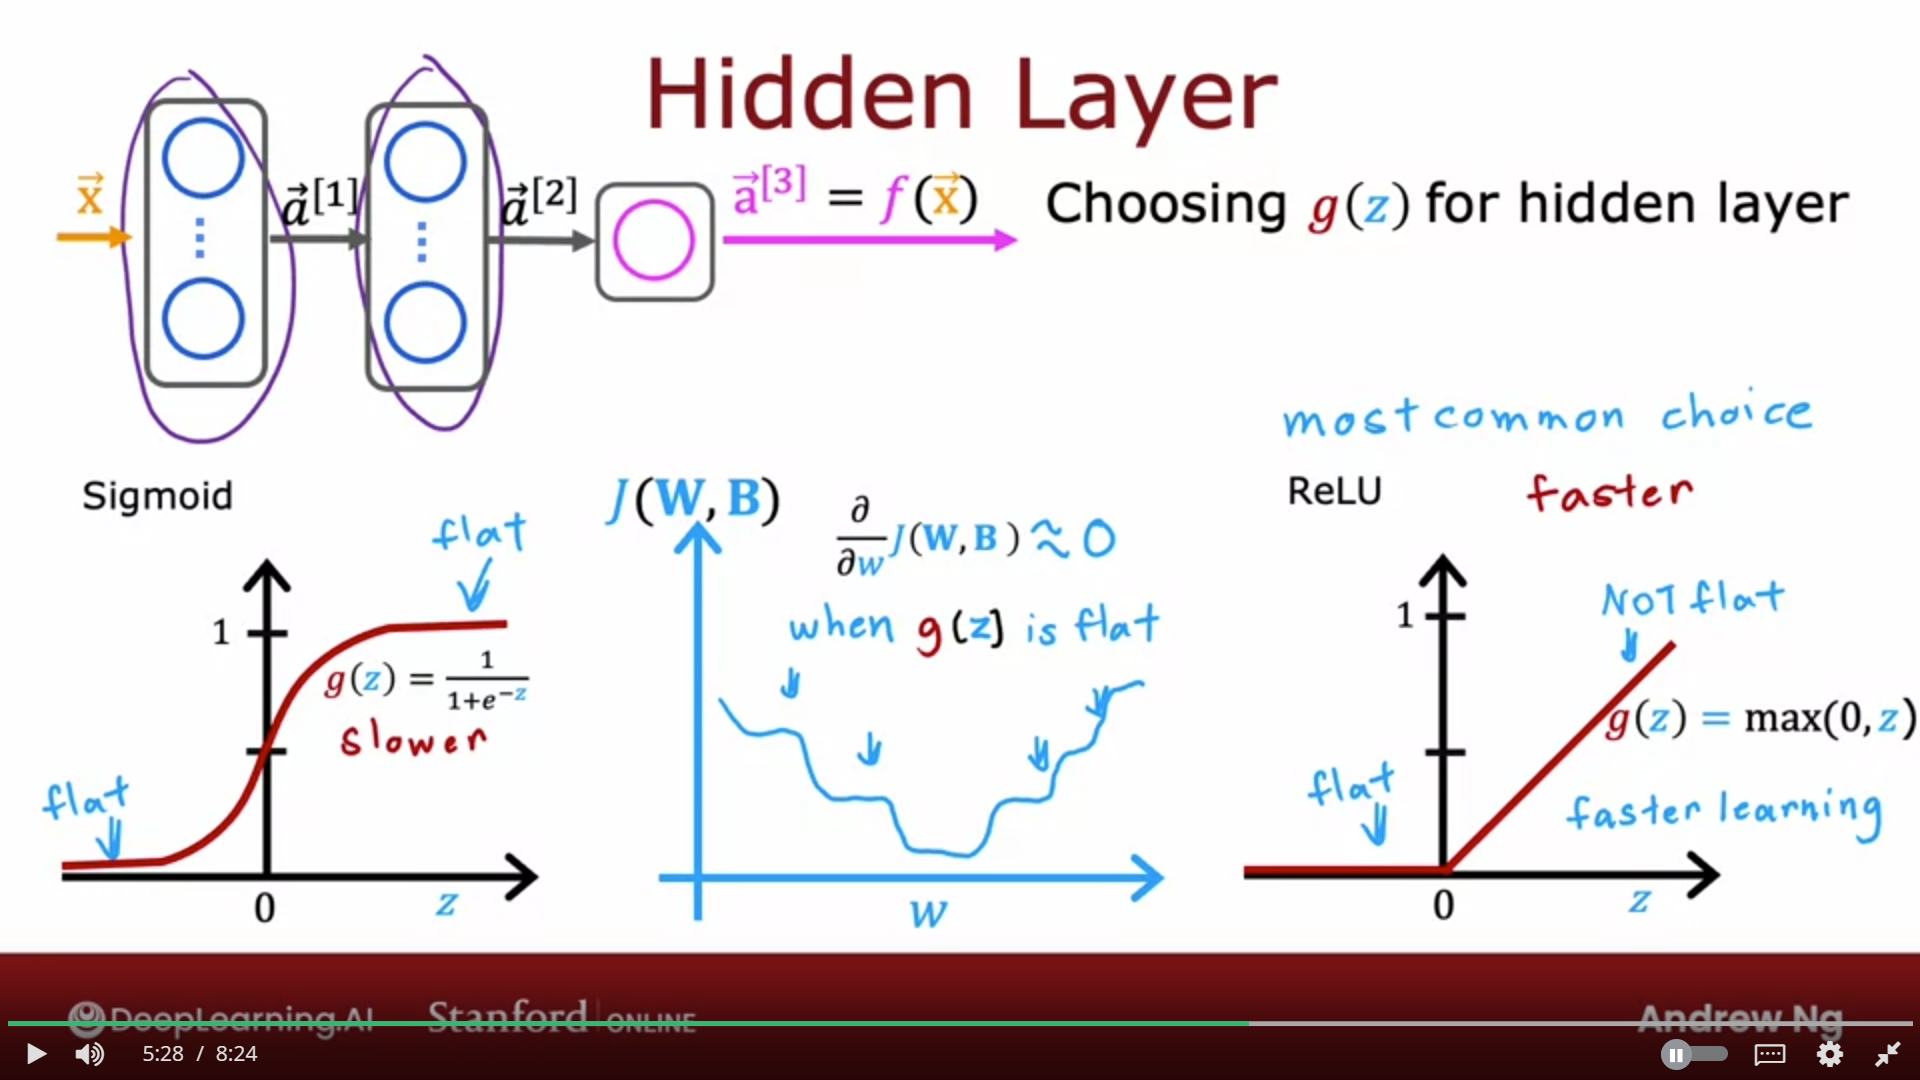 Hidden Layer
x⃗
a⃗^[1]
a⃗^[2]
a⃗^[3] = f(x⃗)
Choosing g(z) for hidden layer
most common choice
Sigmoid
flat
1
g(z) = 1/(1+e^−z)
slower
flat
0
z
J(W, B)
∂/∂w J(W, B) ≈ 0
when g(z) is flat
w
ReLU
faster
NOT flat
1
g(z) = max(0, z)
flat
faster learning
0
z
DeepLearning.AI
Stanford | ONLINE
Andrew Ng
5:28 / 8:24